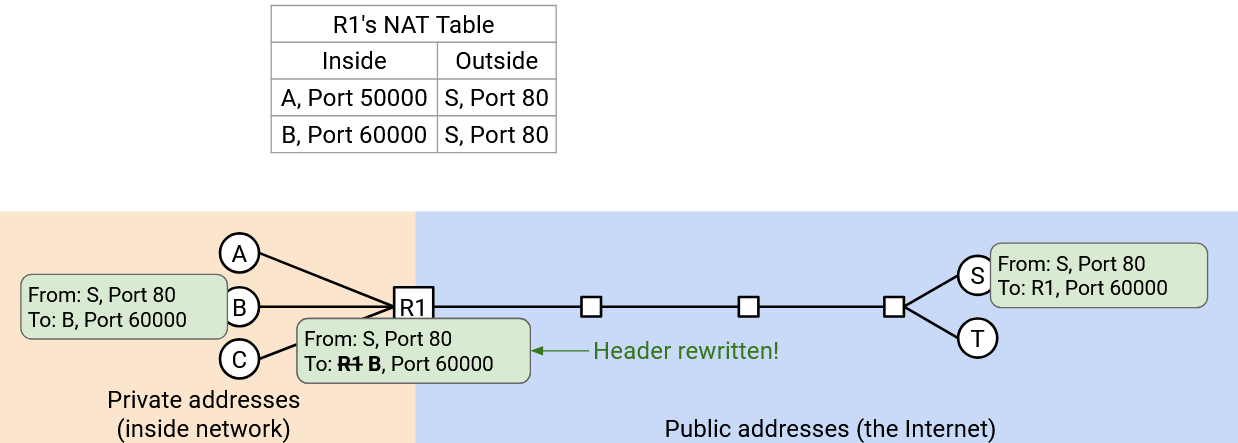 R1's NAT Table
Inside Outside
A, Port 50000 S, Port 80
B, Port 60000 S, Port 80
A
B
C
From: S, Port 80
To: B, Port 60000
R1
From: S, Port 80
To: R1 B, Port 60000
Header rewritten!
S
T
From: S, Port 80
To: R1, Port 60000
Private addresses
(inside network)
Public addresses (the Internet)